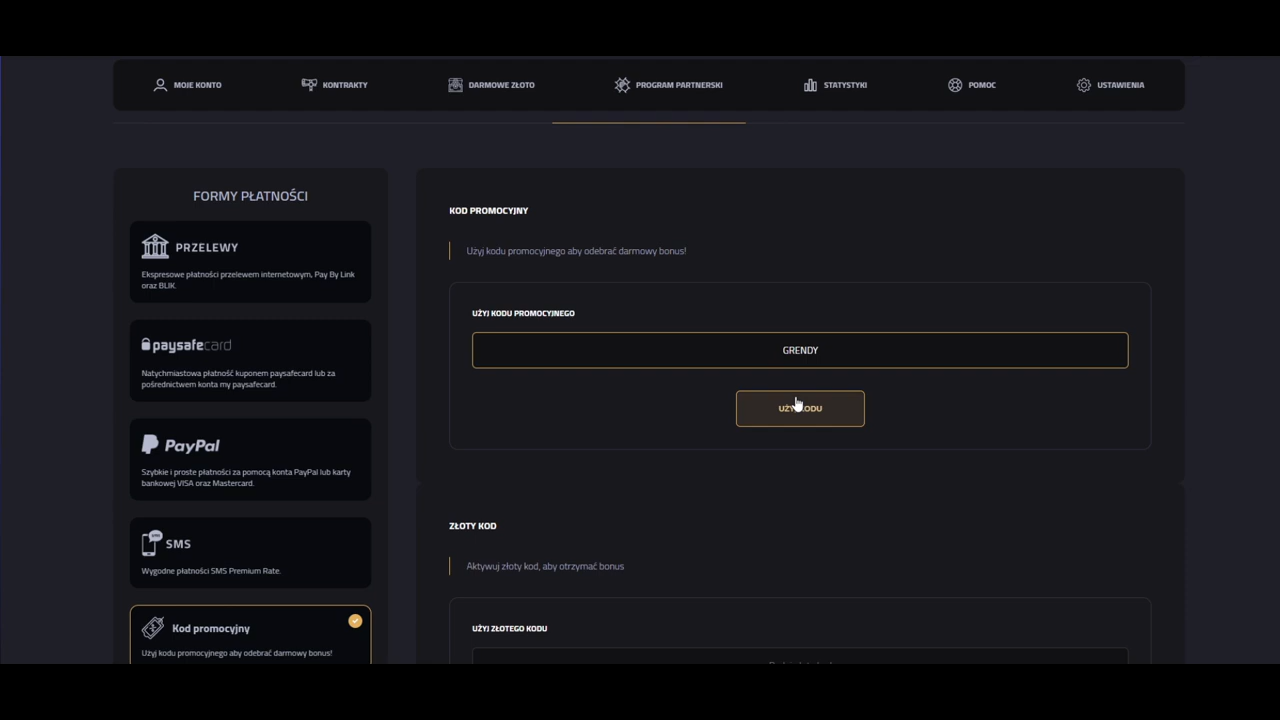 MOJE KONTO KONTRAKTY DARMOWE ZŁOTO PROGRAM PARTNERSKI STATYSTYKI POMOC USTAWIENIA
FORMY PŁATNOŚCI
PRZELEWY
Ekspresowe płatności przelewem internetowym, Pay By Link
oraz BLIK.
paysafecard
Natychmiastowa płatność kuponem paysafecard lub za
pośrednictwem konta my paysafecard.
PayPal
Szybkie i proste płatności za pomocą konta PayPal lub karty
bankowej VISA oraz Mastercard.
SMS
Wygodne płatności SMS Premium Rate.
Kod promocyjny
Użyj kodu promocyjnego aby odebrać darmowy bonus!
KOD PROMOCYJNY
Użyj kodu promocyjnego aby odebrać darmowy bonus!
UŻYJ KODU PROMOCYJNEGO
GRENDY
UŻYJ KODU
ZŁOTY KOD
Aktywuj złoty kod, aby otrzymać bonus
UŻYJ ZŁOTEGO KODU